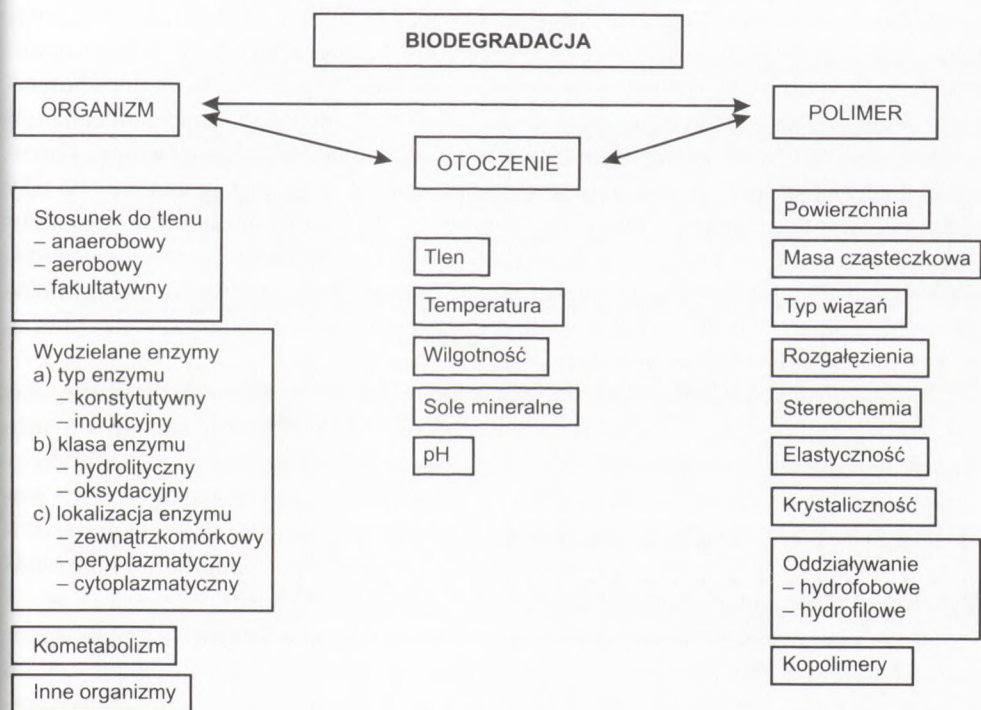 BIODEGRADACJA
ORGANIZM
OTOCZENIE
POLIMER
Stosunek do tlenu
– anaerobowy
– aerobowy
– fakultatywny
Wydzielane enzymy
a) typ enzymu
– konstytutywny
– indukcyjny
b) klasa enzymu
– hydrolityczny
– oksydacyjny
c) lokalizacja enzymu
– zewnątrzkomórkowy
– peryplazmatyczny
– cytoplazmatyczny
Kometabolizm
Inne organizmy
Tlen
Temperatura
Wilgotność
Sole mineralne
pH
Powierzchnia
Masa cząsteczkowa
Typ wiązań
Rozgałęzienia
Stereochemia
Elastyczność
Krystaliczność
Oddziaływanie
– hydrofobowe
– hydrofilowe
Kopolimery